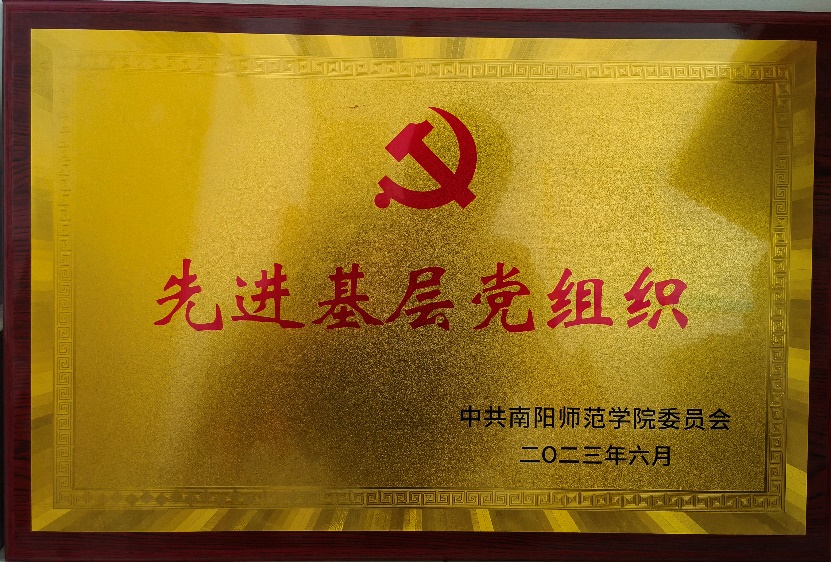 先进基层党组织
中共南阳师范学院委员会
二〇二三年六月